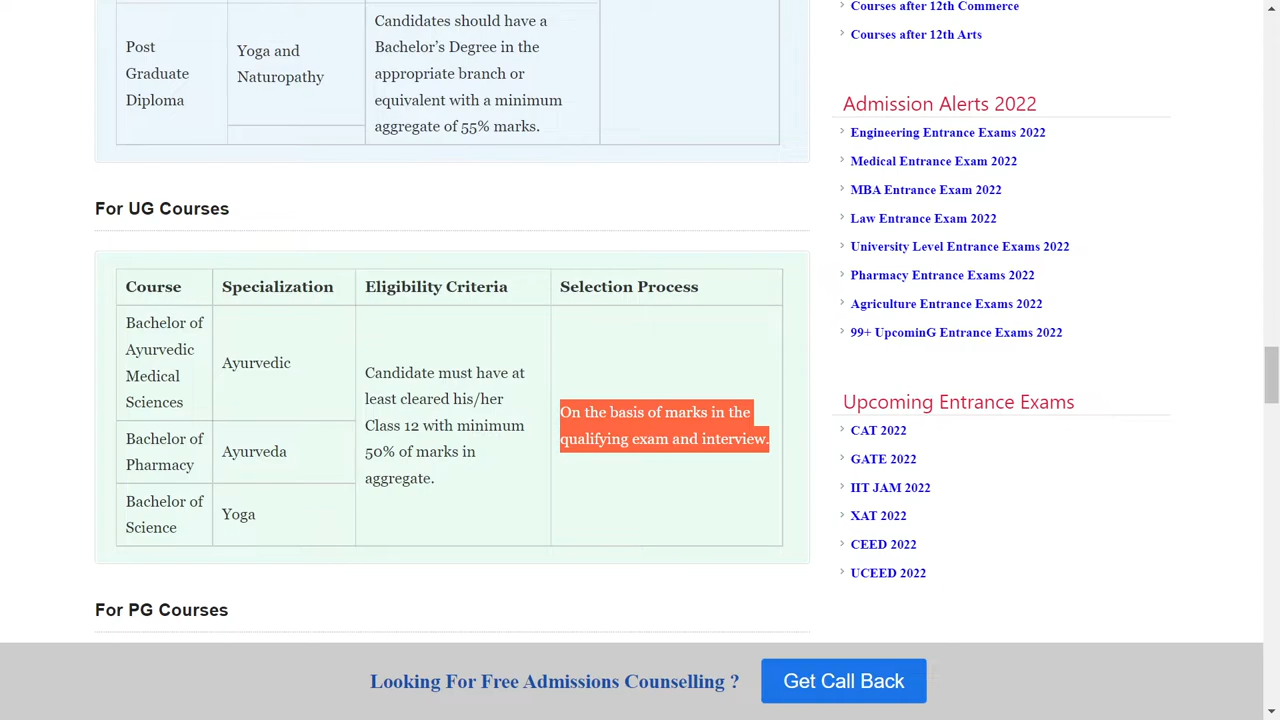 Post
Graduate
Diploma
Yoga and
Naturopathy
Candidates should have a
Bachelor's Degree in the
appropriate branch or
equivalent with a minimum
aggregate of 55% marks.
For UG Courses
Course
Specialization
Eligibility Criteria
Selection Process
Bachelor of
Ayurvedic
Medical
Sciences
Ayurvedic
Candidate must have at
least cleared his/her
Class 12 with minimum
50% of marks in
aggregate.
On the basis of marks in the
qualifying exam and interview.
Bachelor of
Pharmacy
Ayurveda
Bachelor of
Science
Yoga
For PG Courses
Courses after 12th Commerce
Courses after 12th Arts
Admission Alerts 2022
Engineering Entrance Exams 2022
Medical Entrance Exam 2022
MBA Entrance Exam 2022
Law Entrance Exam 2022
University Level Entrance Exams 2022
Pharmacy Entrance Exams 2022
Agriculture Entrance Exams 2022
99+ UpcominG Entrance Exams 2022
Upcoming Entrance Exams
CAT 2022
GATE 2022
IIT JAM 2022
XAT 2022
CEED 2022
UCEED 2022
Looking For Free Admissions Counselling ?
Get Call Back